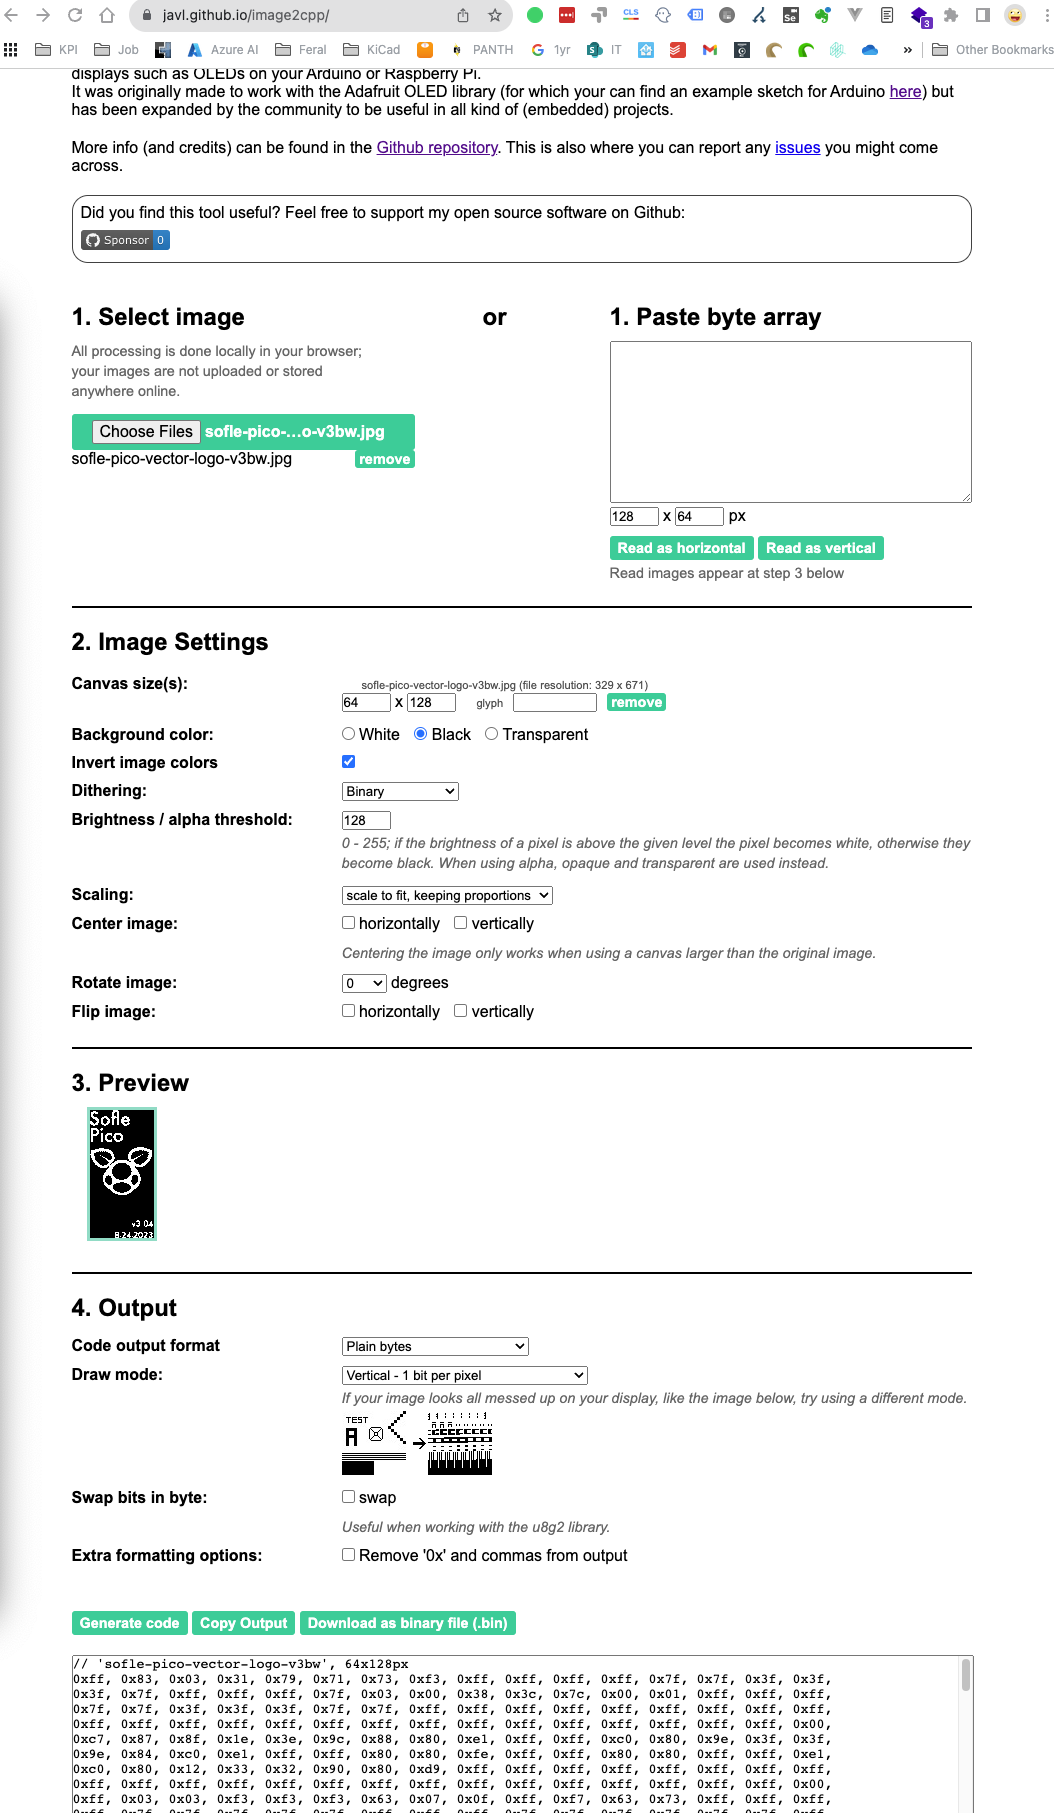 javl.github.io/image2cpp/
CLS
Se
3
KPI
Job
Azure AI
Feral
KiCad
PANTH
1yr
IT
»
Other Bookmarks
displays such as OLEDs on your Arduino or Raspberry Pi.
It was originally made to work with the Adafruit OLED library (for which your can find an example sketch for Arduino here) but
has been expanded by the community to be useful in all kind of (embedded) projects.
More info (and credits) can be found in the Github repository. This is also where you can report any issues you might come
across.
Did you find this tool useful? Feel free to support my open source software on Github:
Sponsor 0
1. Select image
or
1. Paste byte array
All processing is done locally in your browser;
your images are not uploaded or stored
anywhere online.
Choose Files sofle-pico-...o-v3bw.jpg
sofle-pico-vector-logo-v3bw.jpg remove
128 x 64 px
Read as horizontal Read as vertical
Read images appear at step 3 below
2. Image Settings
Canvas size(s):
sofle-pico-vector-logo-v3bw.jpg (file resolution: 329 x 671)
64 x 128 glyph remove
Background color: White Black Transparent
Invert image colors
Dithering: Binary
Brightness / alpha threshold: 128
0 - 255; if the brightness of a pixel is above the given level the pixel becomes white, otherwise they
become black. When using alpha, opaque and transparent are used instead.
Scaling: scale to fit, keeping proportions
Center image: horizontally vertically
Centering the image only works when using a canvas larger than the original image.
Rotate image: 0 degrees
Flip image: horizontally vertically
3. Preview
Sofle
Pico
v3 04
8.24.2023
4. Output
Code output format Plain bytes
Draw mode: Vertical - 1 bit per pixel
If your image looks all messed up on your display, like the image below, try using a different mode.
TEST
A
Swap bits in byte: swap
Useful when working with the u8g2 library.
Extra formatting options: Remove '0x' and commas from output
Generate code Copy Output Download as binary file (.bin)
// 'sofle-pico-vector-logo-v3bw', 64x128px
0xff, 0x83, 0x03, 0x31, 0x79, 0x71, 0x73, 0xf3, 0xff, 0xff, 0xff, 0xff, 0x7f, 0x7f, 0x3f, 0x3f,
0x3f, 0x7f, 0xff, 0xff, 0xff, 0x7f, 0x03, 0x00, 0x38, 0x3c, 0x7c, 0x00, 0x01, 0xff, 0xff, 0xff,
0x7f, 0x7f, 0x3f, 0x3f, 0x3f, 0x7f, 0x7f, 0xff, 0xff, 0xff, 0xff, 0xff, 0xff, 0xff, 0xff, 0xff,
0xff, 0xff, 0xff, 0xff, 0xff, 0xff, 0xff, 0xff, 0xff, 0xff, 0xff, 0xff, 0xff, 0xff, 0xff, 0x00,
0xc7, 0x87, 0x8f, 0x1e, 0x3e, 0x9c, 0x88, 0x80, 0xe1, 0xff, 0xff, 0xc0, 0x80, 0x9e, 0x3f, 0x3f,
0x9e, 0x84, 0xc0, 0xe1, 0xff, 0xff, 0x80, 0x80, 0xfe, 0xff, 0xff, 0x80, 0x80, 0xff, 0xff, 0xe1,
0xc0, 0x80, 0x12, 0x33, 0x32, 0x90, 0x80, 0xd9, 0xff, 0xff, 0xff, 0xff, 0xff, 0xff, 0xff, 0xff,
0xff, 0xff, 0xff, 0xff, 0xff, 0xff, 0xff, 0xff, 0xff, 0xff, 0xff, 0xff, 0xff, 0xff, 0xff, 0x00,
0xff, 0x03, 0x03, 0xf3, 0xf3, 0xf3, 0x63, 0x07, 0x0f, 0xff, 0xf7, 0x63, 0x73, 0xff, 0xff, 0xff,